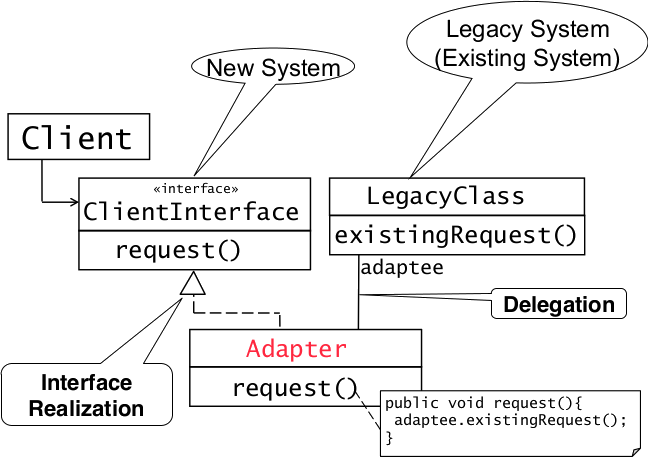 Legacy System
(Existing System)
New System
Client
«interface»
ClientInterface
request()
LegacyClass
existingRequest()
adaptee
Delegation
Adapter
request()
Interface
Realization
public void request(){
adaptee.existingRequest();
}